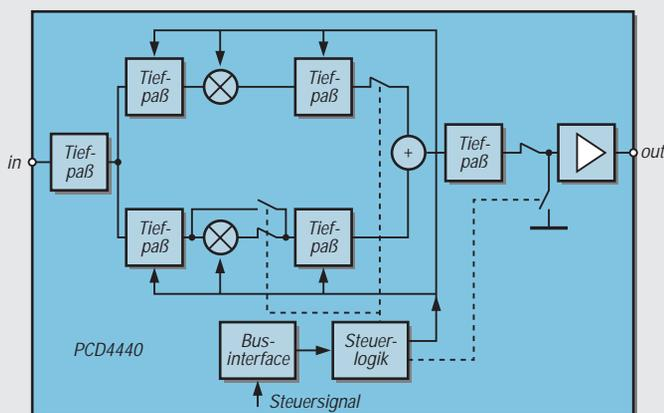 Tief-
paß
Tief-
paß
in
Tief-
paß
+
Tief-
paß
out
Tief-
paß
Tief-
paß
PCD4440
Bus-
interface
Steuer-
logik
Steuersignal